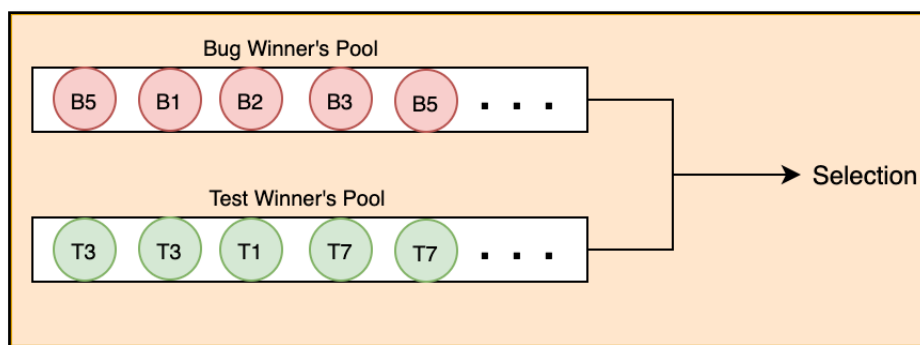 Bug Winner's Pool
B5 B1 B2 B3 B5 . . .
Selection
Test Winner's Pool
T3 T3 T1 T7 T7 . . .